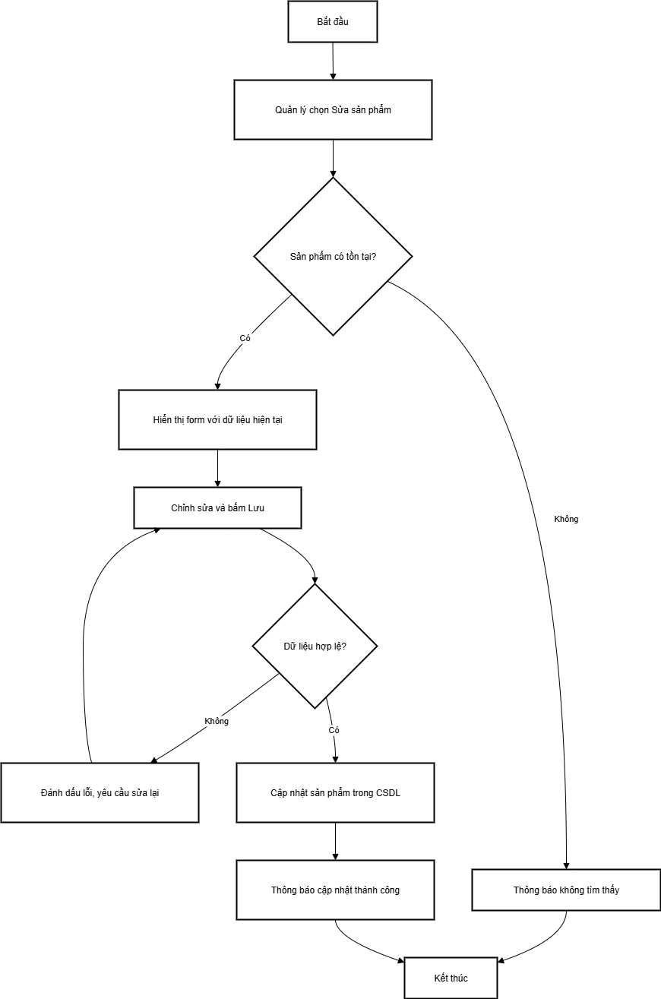 Bắt đầu
Quản lý chọn Sửa sản phẩm
Sản phẩm có tồn tại?
Có
Hiển thị form với dữ liệu hiện tại
Chỉnh sửa và bấm Lưu
Không
Dữ liệu hợp lệ?
Không
Có
Đánh dấu lỗi, yêu cầu sửa lại
Cập nhật sản phẩm trong CSDL
Thông báo cập nhật thành công
Thông báo không tìm thấy
Kết thúc